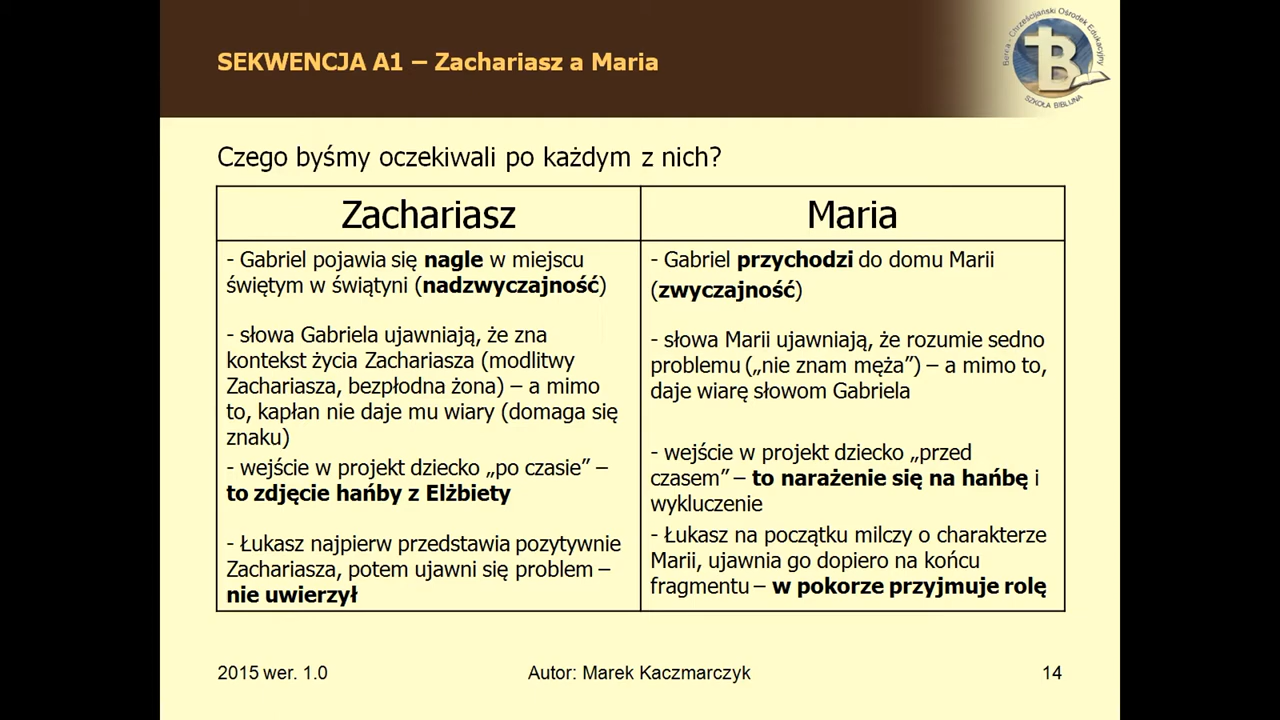 SEKWENCJA A1 – Zachariasz a Maria
Berea - Chrześcijański Ośrodek Edukacyjny
SZKOŁA BIBLIJNA
Czego byśmy oczekiwali po każdym z nich?
Zachariasz
- Gabriel pojawia się nagle w miejscu
świętym w świątyni (nadzwyczajność)
- słowa Gabriela ujawniają, że zna
kontekst życia Zachariasza (modlitwy
Zachariasza, bezpłodna żona) – a mimo
to, kapłan nie daje mu wiary (domaga się
znaku)
- wejście w projekt dziecko „po czasie” –
to zdjęcie hańby z Elżbiety
- Łukasz najpierw przedstawia pozytywnie
Zachariasza, potem ujawni się problem –
nie uwierzył
Maria
- Gabriel przychodzi do domu Marii
(zwyczajność)
- słowa Marii ujawniają, że rozumie sedno
problemu („nie znam męża”) – a mimo to,
daje wiarę słowom Gabriela
- wejście w projekt dziecko „przed
czasem” – to narażenie się na hańbę i
wykluczenie
- Łukasz na początku milczy o charakterze
Marii, ujawnia go dopiero na końcu
fragmentu – w pokorze przyjmuje rolę
2015 wer. 1.0
Autor: Marek Kaczmarczyk
14